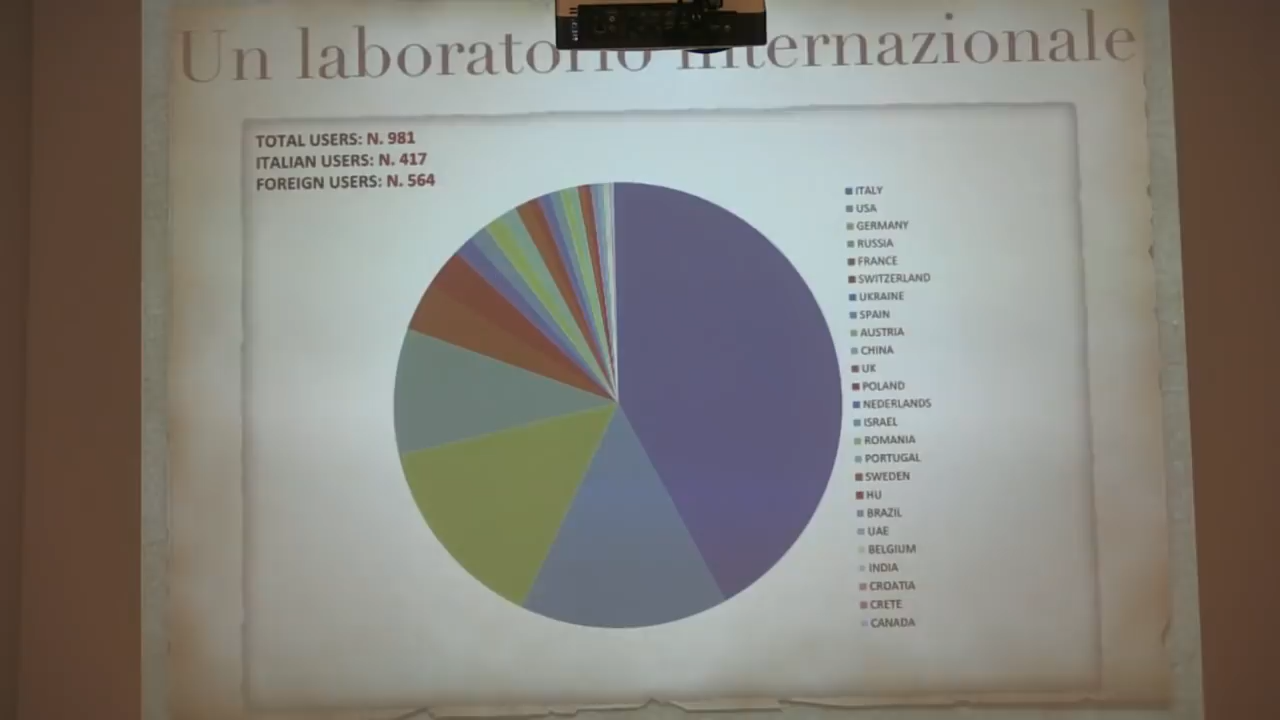 Un laboratorio internazionale
TOTAL USERS: N. 981
ITALIAN USERS: N. 417
FOREIGN USERS: N. 564
ITALY
USA
GERMANY
RUSSIA
FRANCE
SWITZERLAND
UKRAINE
SPAIN
AUSTRIA
CHINA
UK
POLAND
NEDERLANDS
ISRAEL
ROMANIA
PORTUGAL
SWEDEN
HU
BRAZIL
UAE
BELGIUM
INDIA
CROATIA
CRETE
CANADA